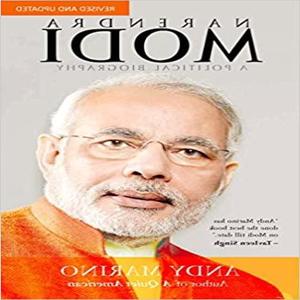 REVISED AND UPDATED
NARENDRA
MODI
A POLITICAL BIOGRAPHY
"Andy Marino has
done the best book
on Modi till date."
– Tavleen Singh
ANDY MARINO
Author of A Quiet American